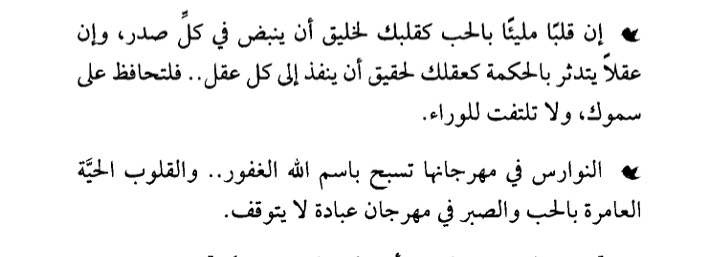 إن قلبًا مليئًا بالحب كقلبك لخليق أن ينبض في كلِّ صدر، وإن
عقلاً يتدثر بالحكمة كعقلك لحقيق أن ينفذ إلى كل عقل.. فلتحافظ على
سموك، ولا تلتفت للوراء.
النوارس في مهرجانها تسبح باسم الله الغفور.. والقلوب الحيَّة
العامرة بالحب والصبر في مهرجان عبادة لا يتوقف.